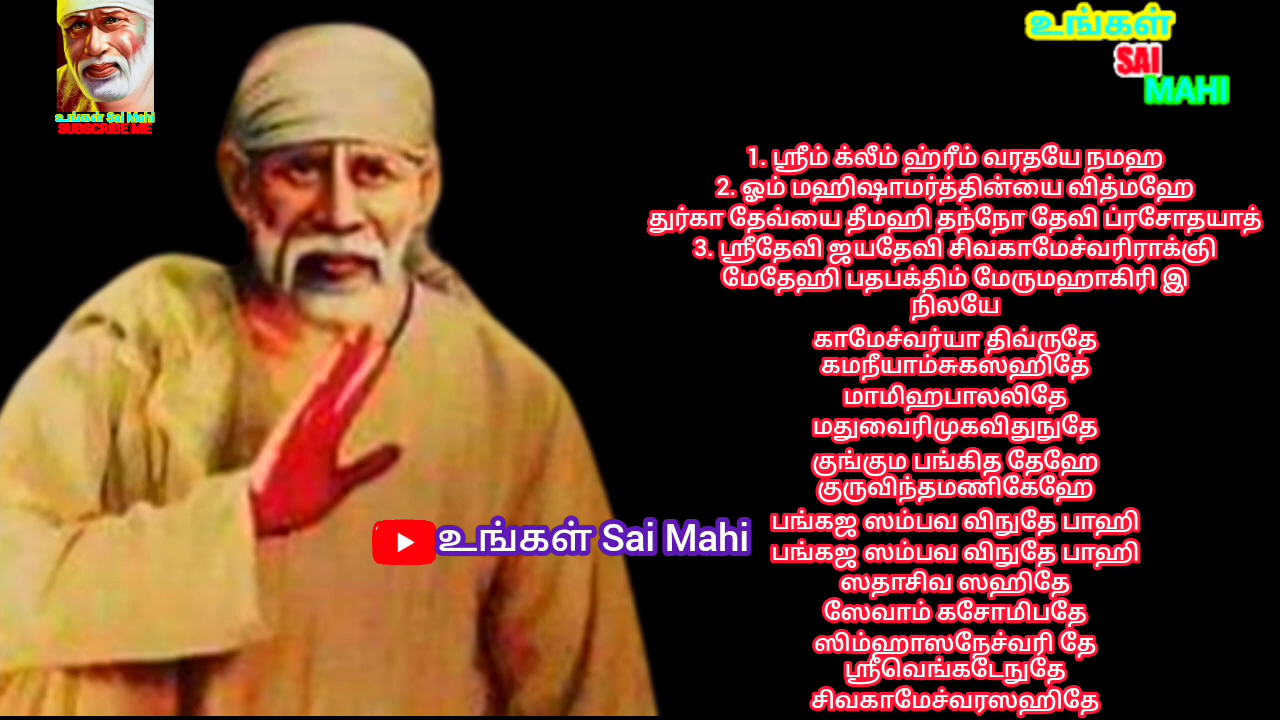 உங்கள் Sai Mahi
SUBSCRIBE ME
உங்கள்
SAI
MAHI
1. ஸ்ரீம் க்லீம் ஹ்ரீம் வரதயே நமஹ
2. ஓம் மஹிஷாமர்த்தின்யை வித்மஹே
துர்கா தேவ்யை தீமஹி தந்நோ தேவி ப்ரசோதயாத்
3. ஸ்ரீதேவி ஜயதேவி சிவகாமேச்வரிராக்ஞி
மேதேஹி பதபக்திம் மேருமஹாகிரி இ
நிலயே
காமேச்வர்யா திவ்ருதே
கமநீயாம்சுகஸஹிதே
மாமிஹபாலலிதே
மதுவைரிமுகவிதுநுதே
குங்கும பங்கித தேஹே
குருவிந்தமணிகேஹே
பங்கஜ ஸம்பவ விநுதே பாஹி
பங்கஜ ஸம்பவ விநுதே பாஹி
ஸதாசிவ ஸஹிதே
ஸேவாம் கசோமிபதே
ஸிம்ஹாஸநேச்வரி தே
ஸ்ரீவெங்கடேநுதே
சிவகாமேச்வரஸஹிதே
உங்கள் Sai Mahi